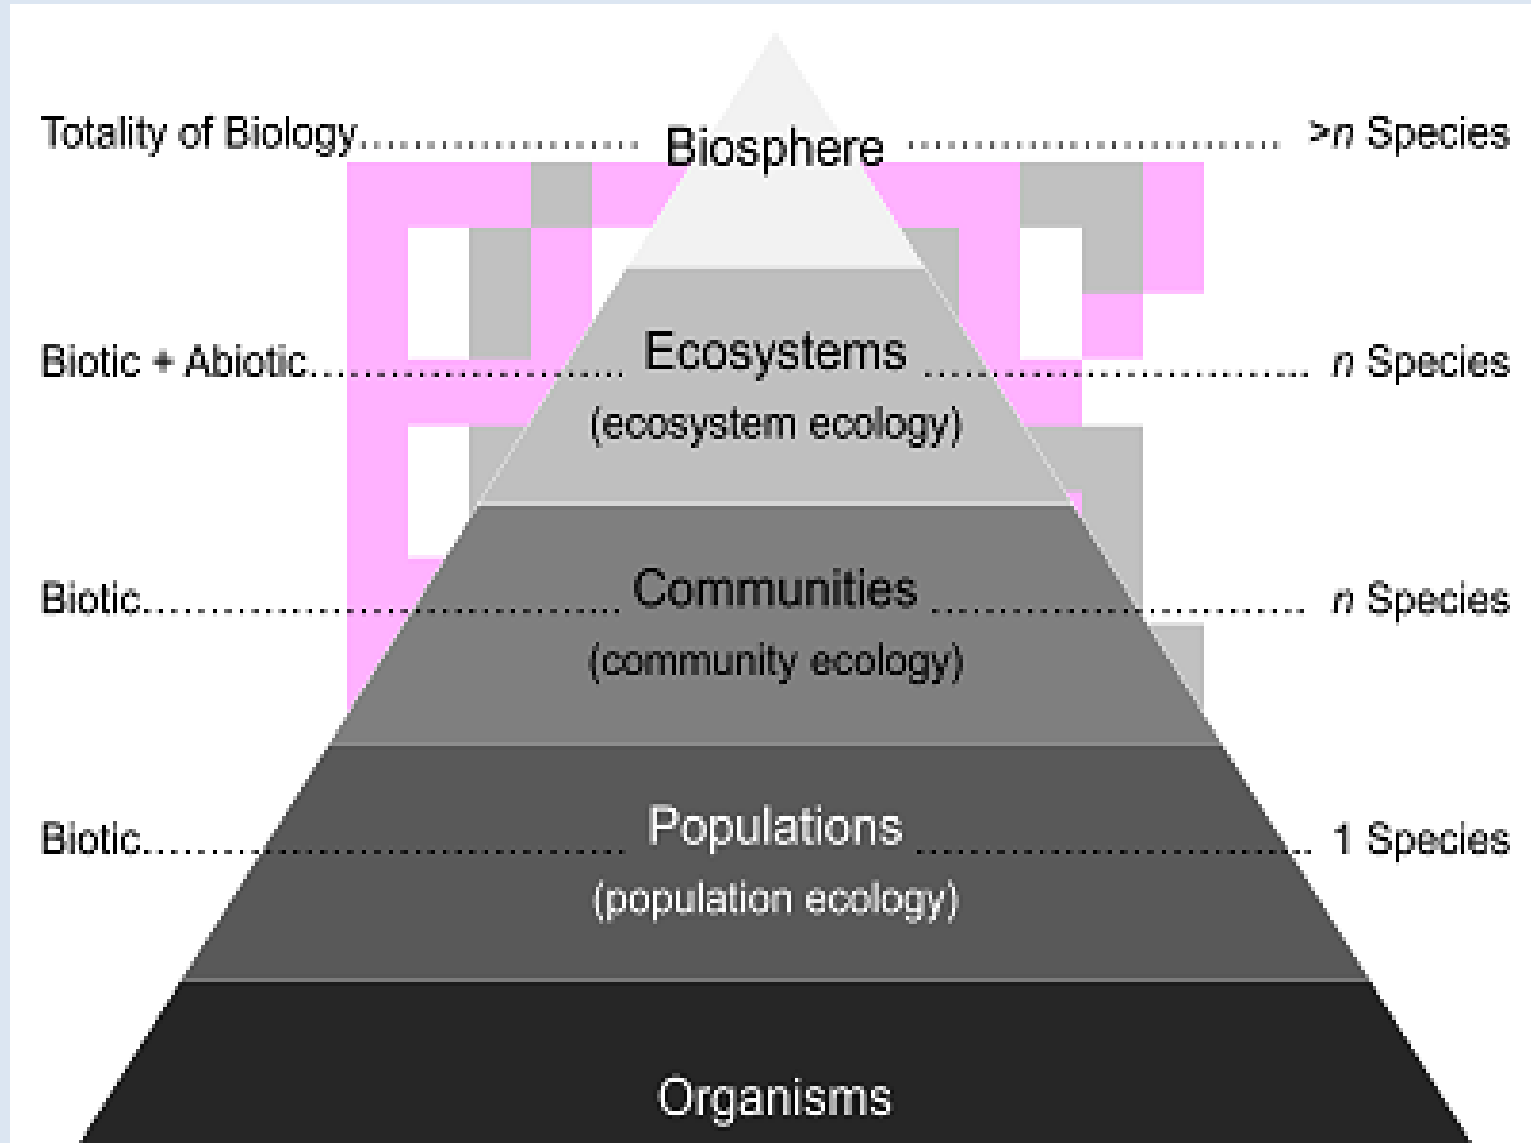 Totality of Biology Biosphere >n Species
Biotic + Abiotic Ecosystems n Species
(ecosystem ecology)
Biotic Communities n Species
(community ecology)
Biotic Populations 1 Species
(population ecology)
Organisms